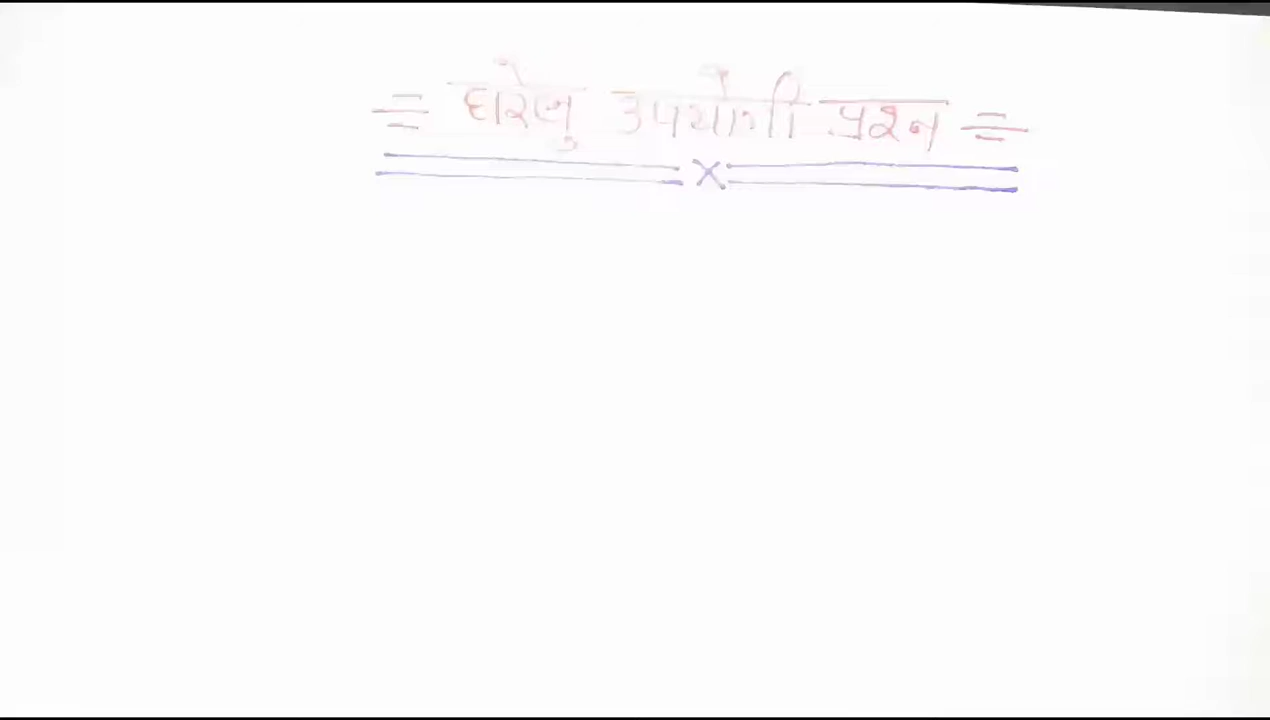 = घरेलु उपयोगी प्रश्न =